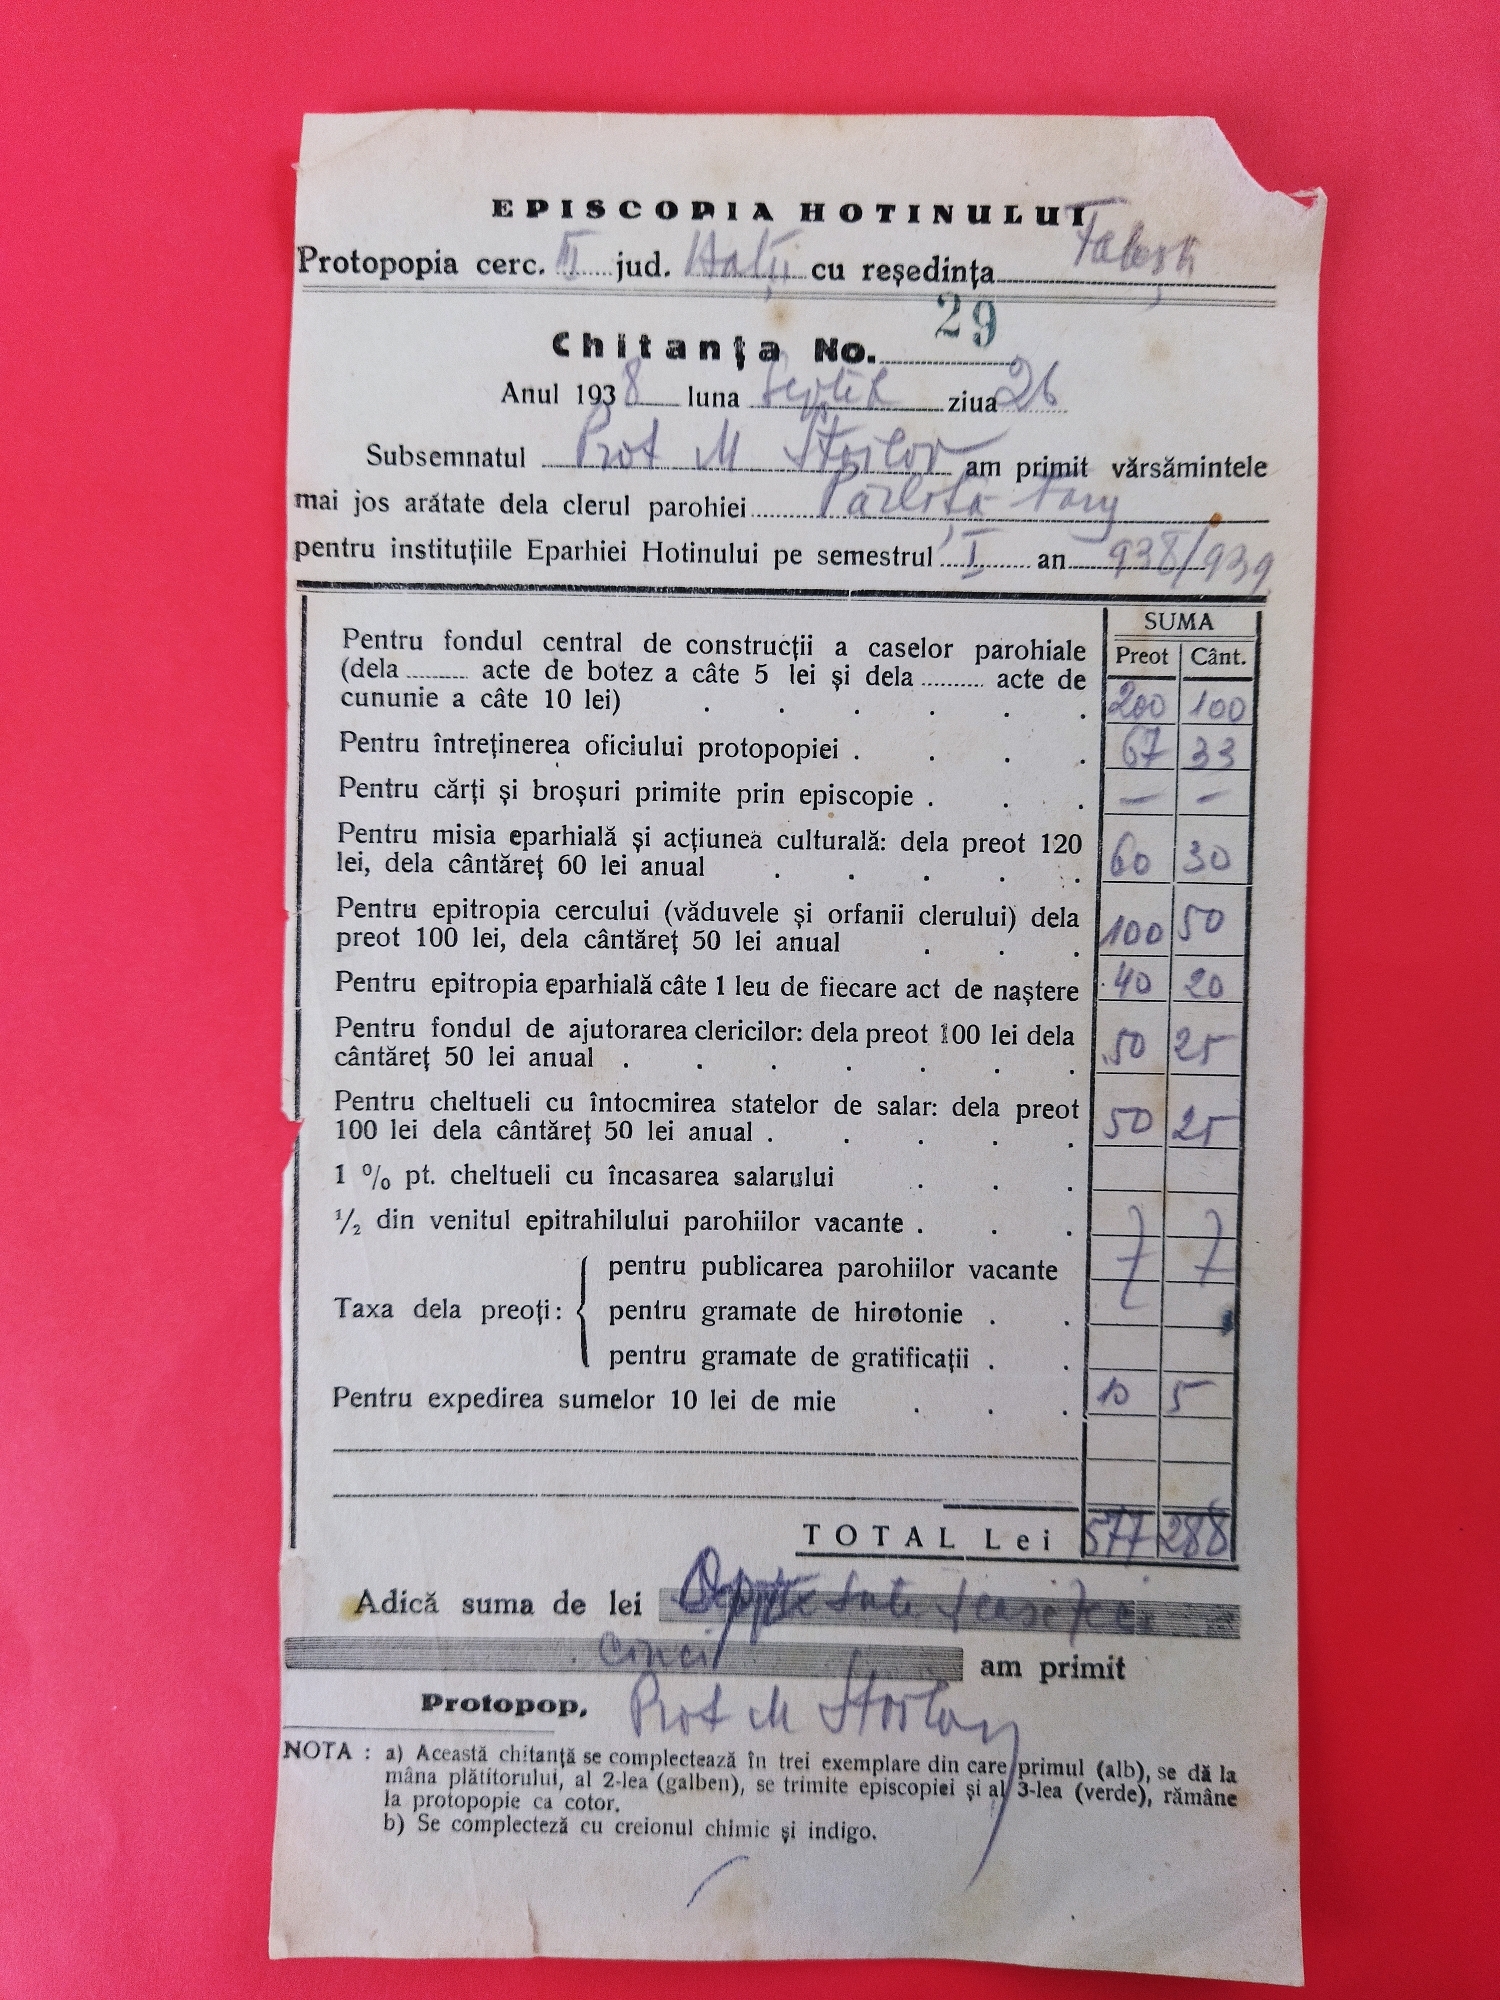 EPISCOPIA HOTINULUI
Protopopia cerc. II jud. Bălți cu reședința Fălești
Chitanța No. 29
Anul 1938 luna Septe ziua 26
Subsemnatul Prot M am primit vărsămintele
mai jos arătate dela clerul parohiei Pârlița Târg
pentru instituțiile Eparhiei Hotinului pe semestrul I an 938/939
SUMA
Preot Cânt.
Pentru fondul central de construcții a caselor parohiale
(dela ......... acte de botez a câte 5 lei și dela ......... acte de
cununie a câte 10 lei) . . . . . . 200 100
Pentru întreținerea oficiului protopopiei . . . . 67 33
Pentru cărți și broșuri primite prin episcopie . . . — —
Pentru misia eparhială și acțiunea culturală: dela preot 120
lei, dela cântăreț 60 lei anual . . . . . 60 30
Pentru epitropia cercului (văduvele și orfanii clerului) dela
preot 100 lei, dela cântăreț 50 lei anual . . . 100 50
Pentru epitropia eparhială câte 1 leu de fiecare act de naștere 40 20
Pentru fondul de ajutorarea clericilor: dela preot 100 lei dela
cântăreț 50 lei anual . . . . . . . 50 25
Pentru cheltueli cu întocmirea statelor de salar: dela preot
100 lei dela cântăreț 50 lei anual . . . . . 50 25
1 % pt. cheltueli cu încasarea salarului . . .
½ din venitul epitrahilului parohiilor vacante . . .
Taxa dela preoți:
pentru publicarea parohiilor vacante
pentru gramate de hirotonie . .
pentru gramate de gratificații . .
Pentru expedirea sumelor 10 lei de mie . . . 10 5
TOTAL Lei 577 288
Adică suma de lei sute șease zeci
cinci am primit
Protopop, Prot M
NOTA : a) Această chitanță se complectează în trei exemplare din care primul (alb), se dă la
mâna plătitorului, al 2-lea (galben), se trimite episcopiei și al 3-lea (verde), rămâne
la protopopie ca cotor.
b) Se complecteză cu creionul chimic și indigo.